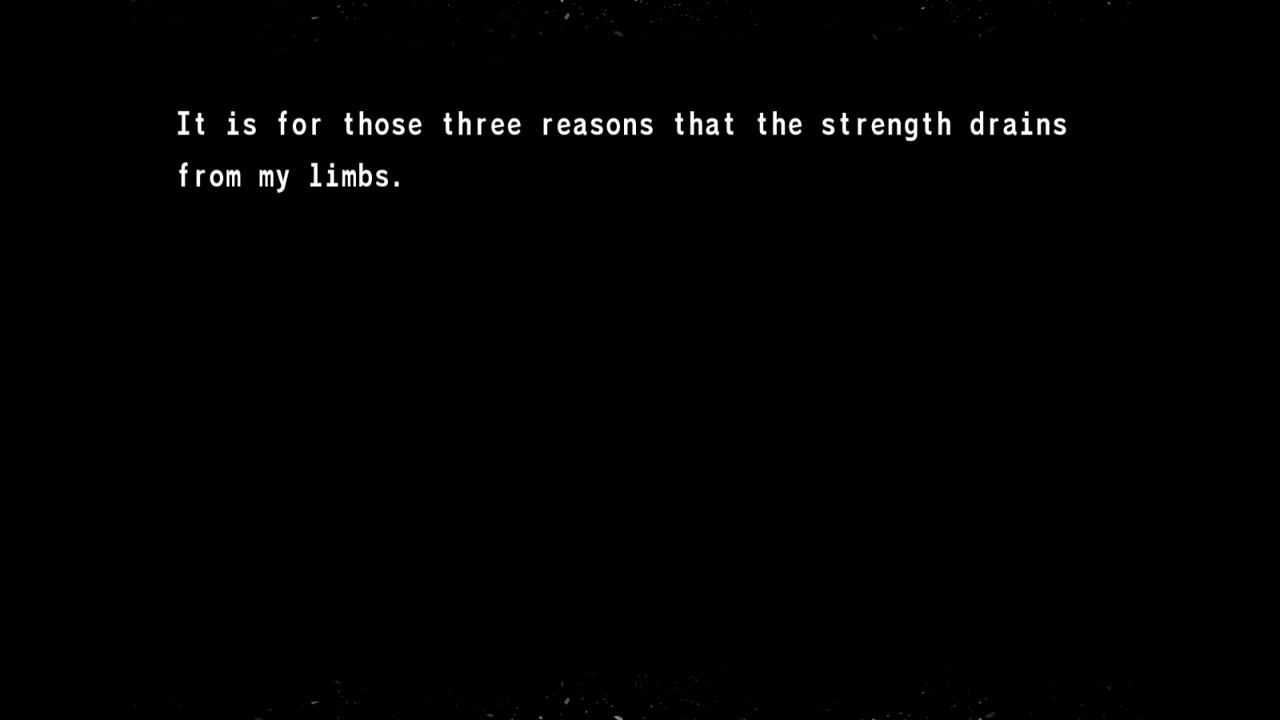 It is for those three reasons that the strength drains
from my limbs.